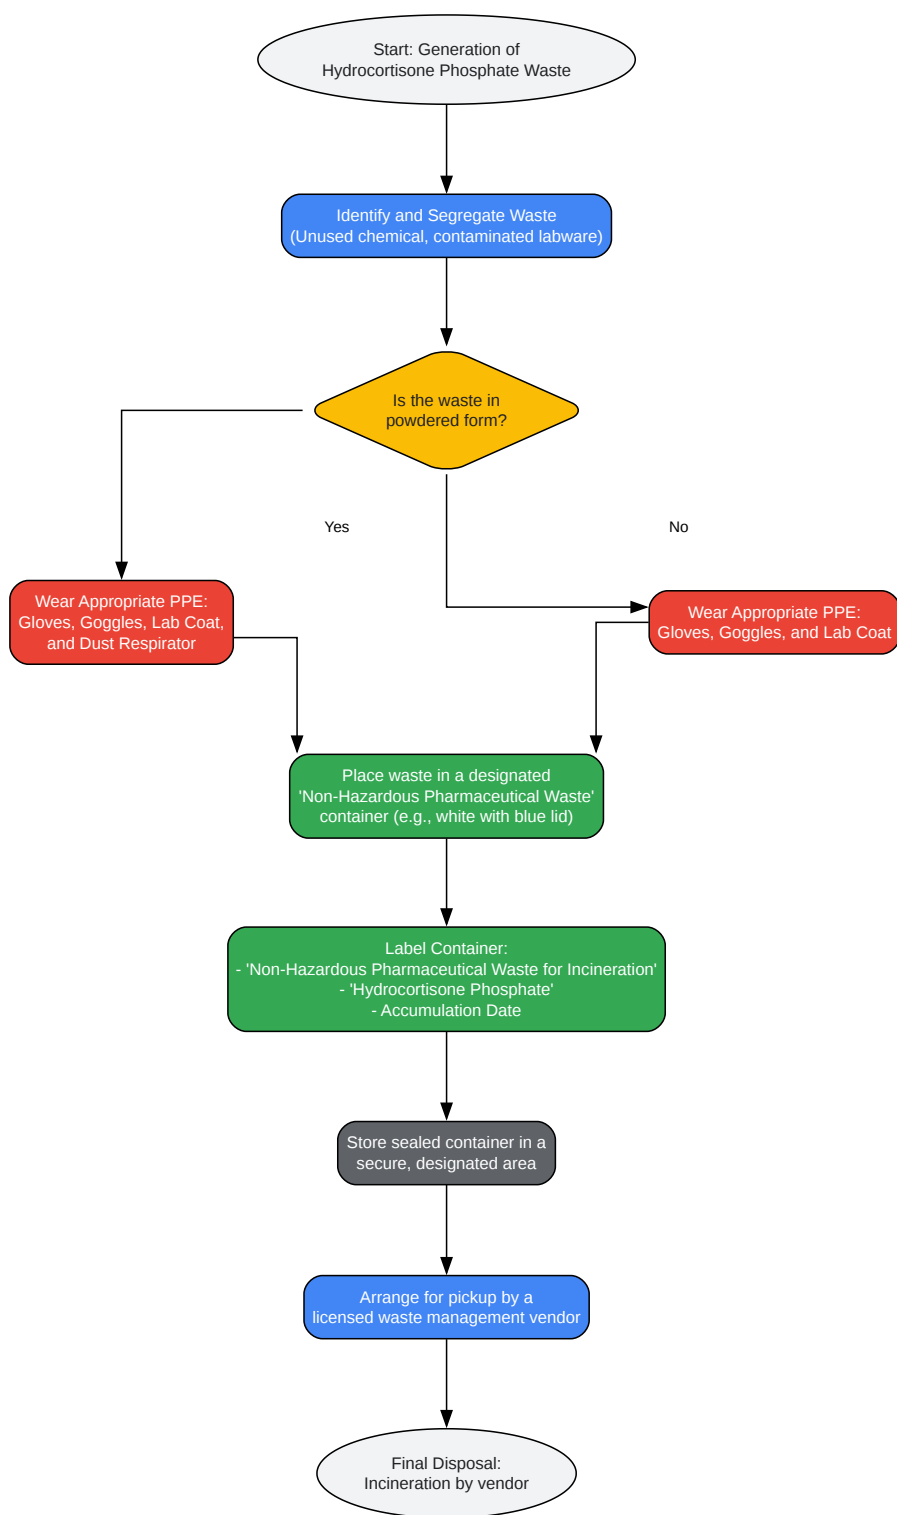 Start: Generation of
Hydrocortisone Phosphate Waste
Identify and Segregate Waste
(Unused chemical, contaminated labware)
Is the waste in
powdered form?
Yes
No
Wear Appropriate PPE:
Gloves, Goggles, Lab Coat,
and Dust Respirator
Wear Appropriate PPE:
Gloves, Goggles, and Lab Coat
Place waste in a designated
'Non-Hazardous Pharmaceutical Waste'
container (e.g., white with blue lid)
Label Container:
- 'Non-Hazardous Pharmaceutical Waste for Incineration'
- 'Hydrocortisone Phosphate'
- Accumulation Date
Store sealed container in a
secure, designated area
Arrange for pickup by a
licensed waste management vendor
Final Disposal:
Incineration by vendor